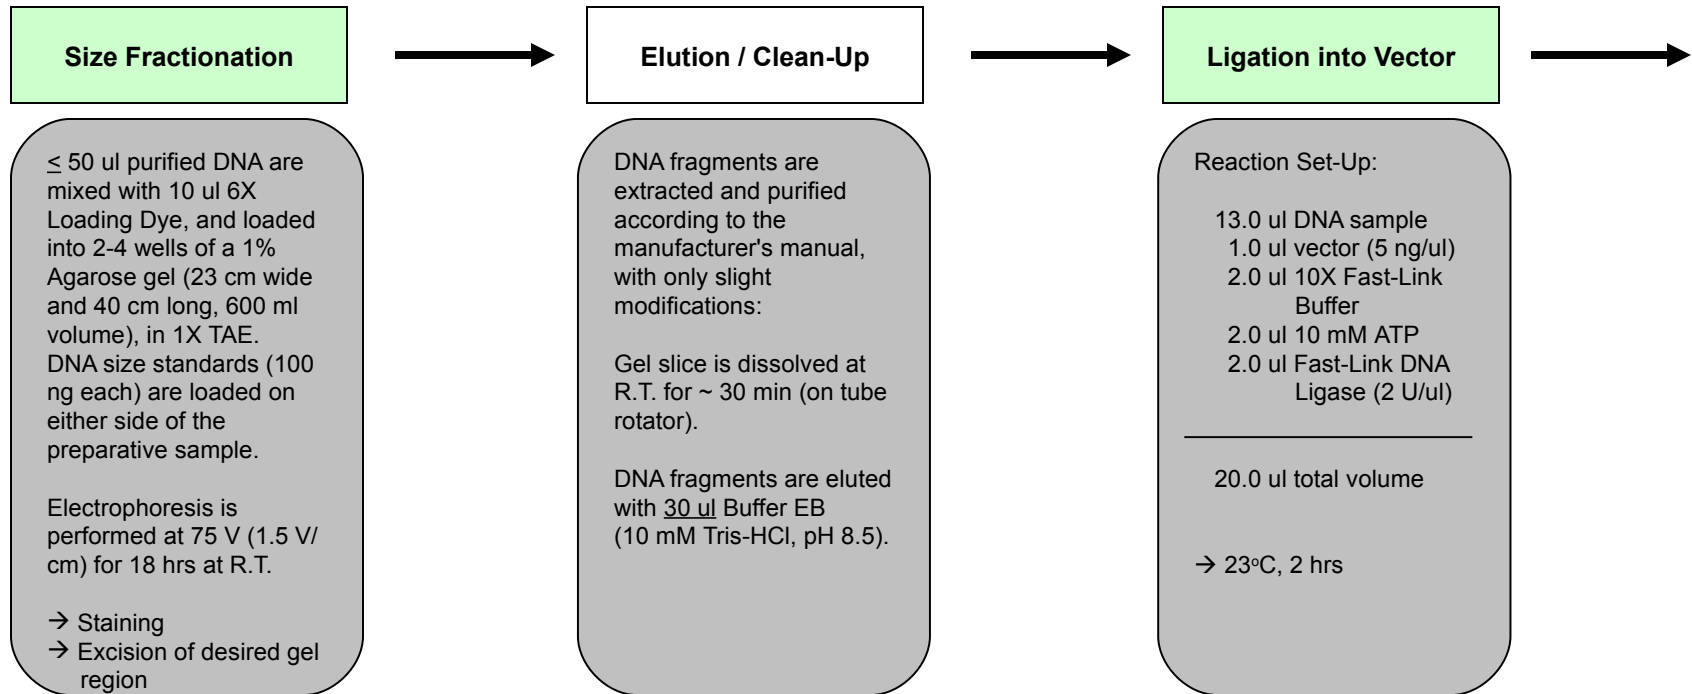 Size Fractionation
Elution / Clean-Up
Ligation into Vector
≤ 50 ul purified DNA are
mixed with 10 ul 6X
Loading Dye, and loaded
into 2-4 wells of a 1%
Agarose gel (23 cm wide
and 40 cm long, 600 ml
volume), in 1X TAE.
DNA size standards (100
ng each) are loaded on
either side of the
preparative sample.
Electrophoresis is
performed at 75 V (1.5 V/
cm) for 18 hrs at R.T.
→ Staining
→ Excision of desired gel
region
DNA fragments are
extracted and purified
according to the
manufacturer's manual,
with only slight
modifications:
Gel slice is dissolved at
R.T. for ~ 30 min (on tube
rotator).
DNA fragments are eluted
with 30 ul Buffer EB
(10 mM Tris-HCl, pH 8.5).
Reaction Set-Up:
13.0 ul DNA sample
1.0 ul vector (5 ng/ul)
2.0 ul 10X Fast-Link
Buffer
2.0 ul 10 mM ATP
2.0 ul Fast-Link DNA
Ligase (2 U/ul)
20.0 ul total volume
→ 23°C, 2 hrs